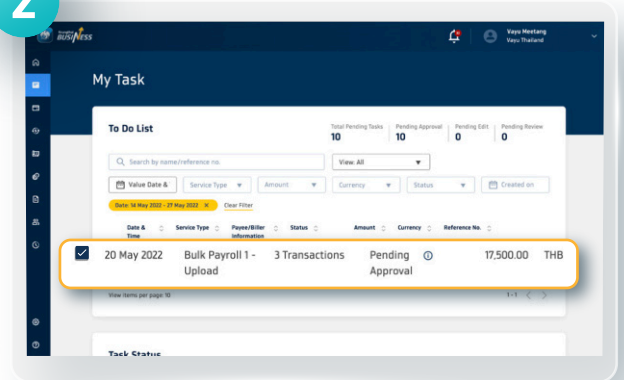 2
BUSINESS
Vayu Meetang
Vayu Thailand
My Task
To Do List
Total Pending Tasks
10
Pending Approval
10
Pending Edit
0
Pending Review
0
Search by name/reference no.
View: All
Value Date &
Service Type
Amount
Currency
Status
Created on
Date: 14 May 2022 - 27 May 2022 ×
Clear Filter
Date & Time
Service Type
Payee/Biller Information
Status
Amount
Currency
Reference No.
20 May 2022
Bulk Payroll 1 -
Upload
3 Transactions
Pending
Approval
17,500.00
THB
View items per page: 10
1-1
Task Status